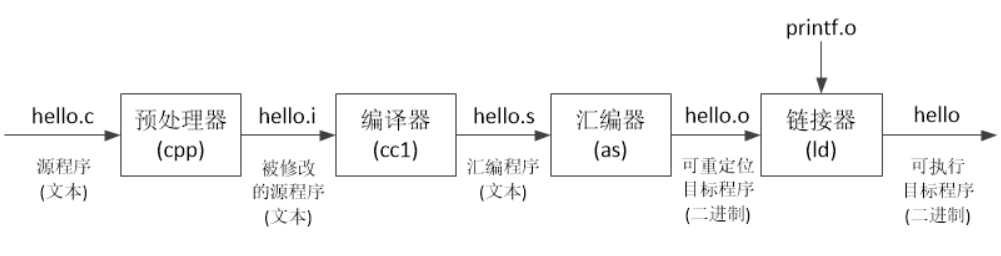 printf.o
hello.c
预处理器
(cpp)
hello.i
编译器
(cc1)
hello.s
汇编器
(as)
hello.o
链接器
(ld)
hello
源程序
(文本)
被修改
的源程序
(文本)
汇编程序
(文本)
可重定位
目标程序
(二进制)
可执行
目标程序
(二进制)